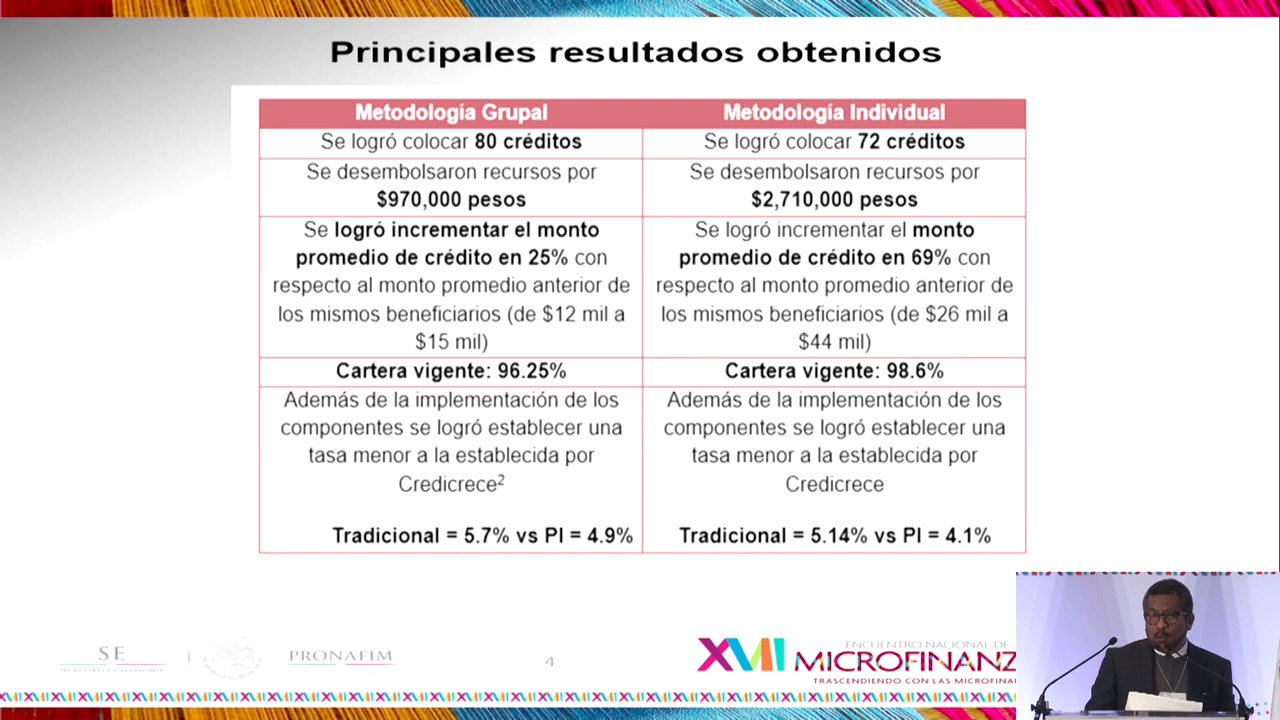 Principales resultados obtenidos
Metodología Grupal
Metodología Individual
Se logró colocar 80 créditos
Se logró colocar 72 créditos
Se desembolsaron recursos por
$970,000 pesos
Se desembolsaron recursos por
$2,710,000 pesos
Se logró incrementar el monto
promedio de crédito en 25% con
respecto al monto promedio anterior de
los mismos beneficiarios (de $12 mil a
$15 mil)
Se logró incrementar el monto
promedio de crédito en 69% con
respecto al monto promedio anterior de
los mismos beneficiarios (de $26 mil a
$44 mil)
Cartera vigente: 96.25%
Cartera vigente: 98.6%
Además de la implementación de los
componentes se logró establecer una
tasa menor a la establecida por
Credicrece²
Tradicional = 5.7% vs PI = 4.9%
Además de la implementación de los
componentes se logró establecer una
tasa menor a la establecida por
Credicrece
Tradicional = 5.14% vs PI = 4.1%
SE
PRONAFIM
4
XVII
ENCUENTRO NACIONAL DE
MICROFINANZ
TRASCENDIENDO CON LAS MICROFINA